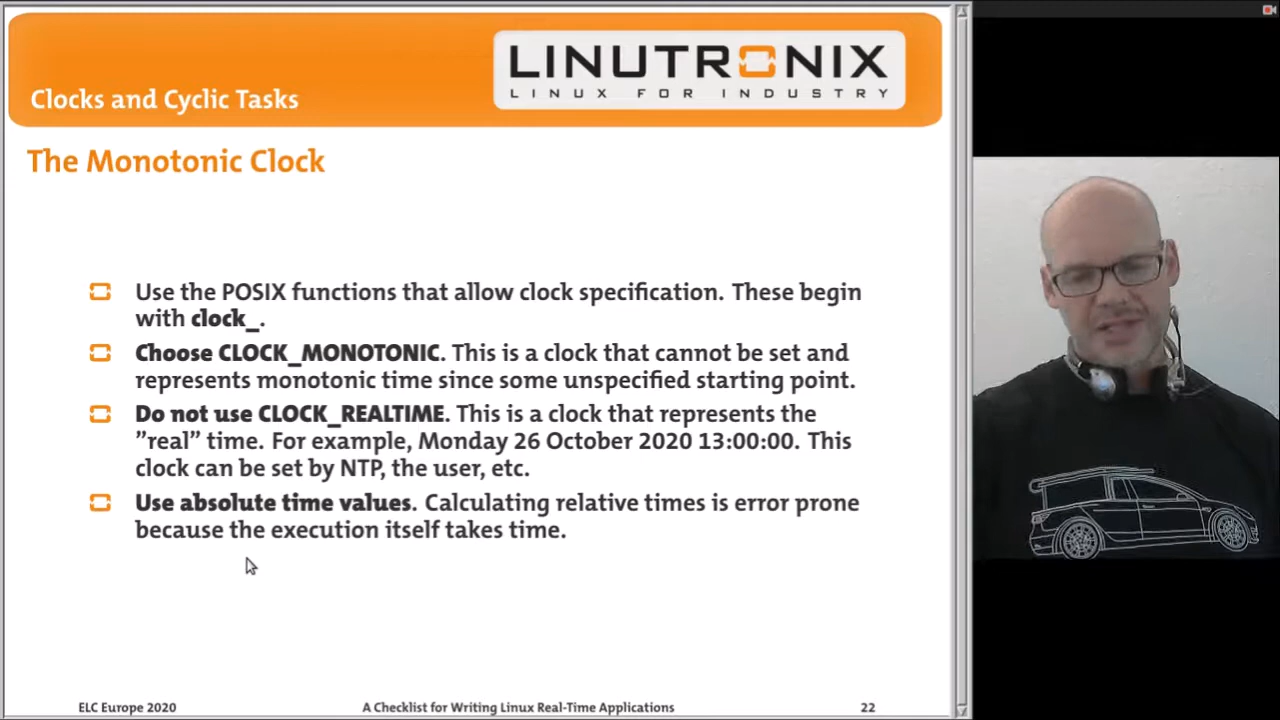 LINUTRONIX
LINUX FOR INDUSTRY
Clocks and Cyclic Tasks
The Monotonic Clock
Use the POSIX functions that allow clock specification. These begin
with clock_.
Choose CLOCK_MONOTONIC. This is a clock that cannot be set and
represents monotonic time since some unspecified starting point.
Do not use CLOCK_REALTIME. This is a clock that represents the
”real” time. For example, Monday 26 October 2020 13:00:00. This
clock can be set by NTP, the user, etc.
Use absolute time values. Calculating relative times is error prone
because the execution itself takes time.
ELC Europe 2020
A Checklist for Writing Linux Real-Time Applications
22